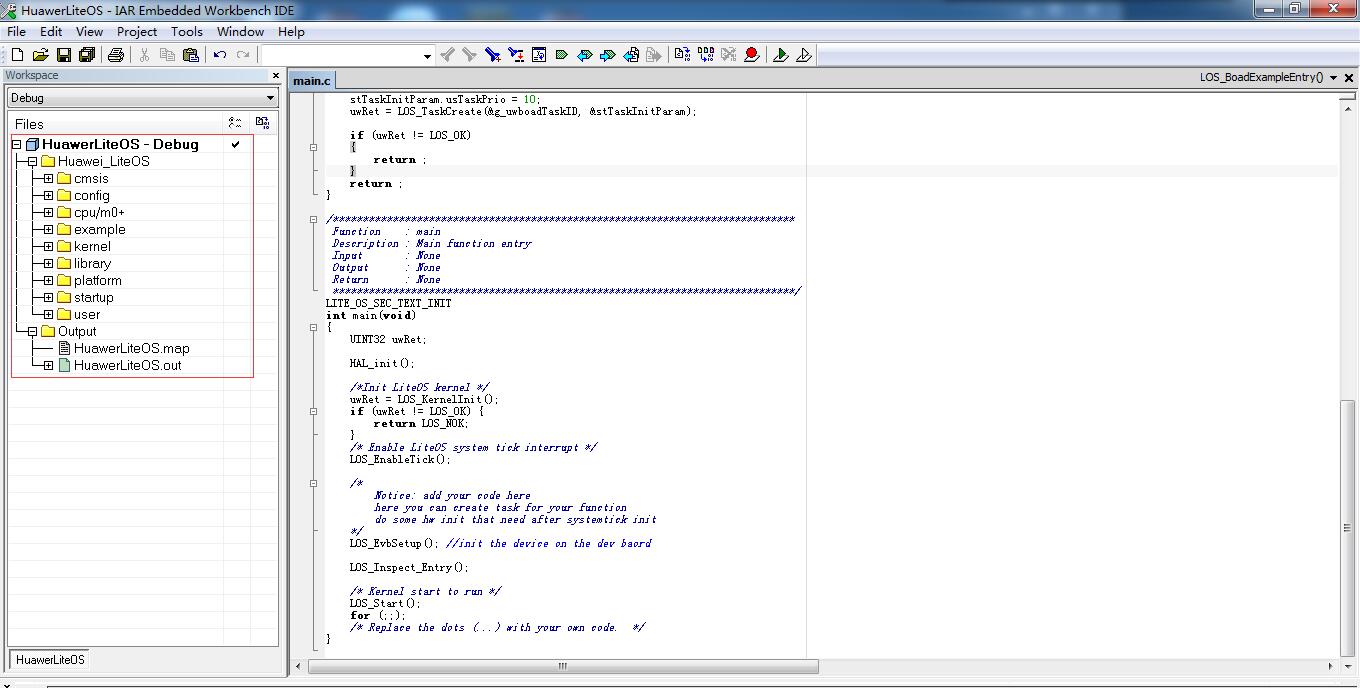 HuawerLiteOS - IAR Embedded Workbench IDE
File Edit View Project Tools Window Help
Workspace
Debug
Files
HuawerLiteOS - Debug
Huawei_LiteOS
cmsis
config
cpu/m0+
example
kernel
library
platform
startup
user
Output
HuawerLiteOS.map
HuawerLiteOS.out
HuawerLiteOS
main.c
LOS_BoadExampleEntry()
stTaskInitParam.usTaskPrio = 10;
uwRet = LOS_TaskCreate(&g_uwboadTaskID, &stTaskInitParam);
if (uwRet != LOS_OK)
{
return ;
}
return ;
}
/******************************************************************************
Function : main
Description : Main function entry
Input : None
Output : None
Return : None
******************************************************************************/
LITE_OS_SEC_TEXT_INIT
int main(void)
{
UINT32 uwRet;
HAL_init();
/*Init LiteOS kernel */
uwRet = LOS_KernelInit();
if (uwRet != LOS_OK) {
return LOS_NOK;
}
/* Enable LiteOS system tick interrupt */
LOS_EnableTick();
/*
Notice: add your code here
here you can create task for your function
do some hw init that need after systemtick init
*/
LOS_EvbSetup(); //init the device on the dev baord
LOS_Inspect_Entry();
/* Kernel start to run */
LOS_Start();
for (;;);
/* Replace the dots (...) with your own code. */
}